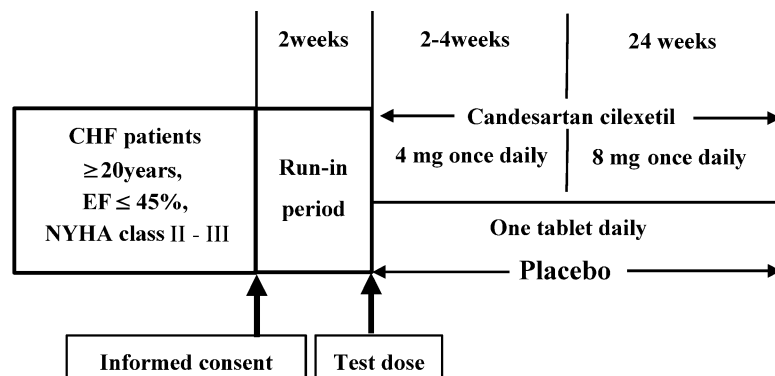 2weeks
2-4weeks
24 weeks
CHF patients
≥20years,
EF ≤ 45%,
NYHA class Ⅱ - Ⅲ
Run-in
period
Candesartan cilexetil
4 mg once daily
8 mg once daily
One tablet daily
Placebo
Informed consent
Test dose